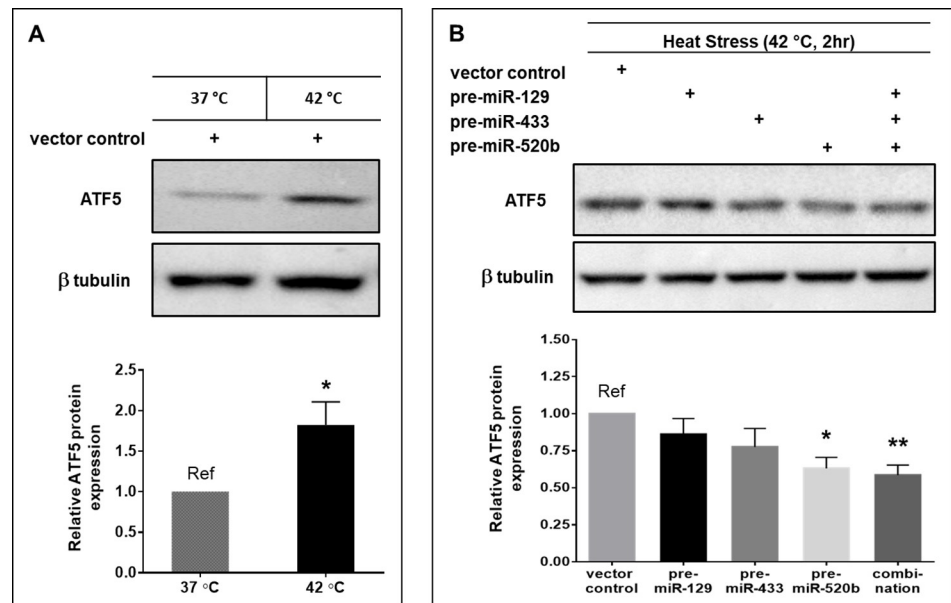 A
37 °C 42 °C
vector control + +
ATF5
β tubulin
Relative ATF5 protein
expression
2.5
2.0
1.5
1.0
0.5
0.0
Ref
*
37 °C 42 °C
B
Heat Stress (42 °C, 2hr)
vector control +
pre-miR-129 + +
pre-miR-433 + +
pre-miR-520b + +
ATF5
β tubulin
Relative ATF5 protein
expression
1.50
1.25
1.00
0.75
0.50
0.25
0.00
Ref
*
**
vector pre- pre- pre- combi-
control miR-129 miR-433 miR-520b nation